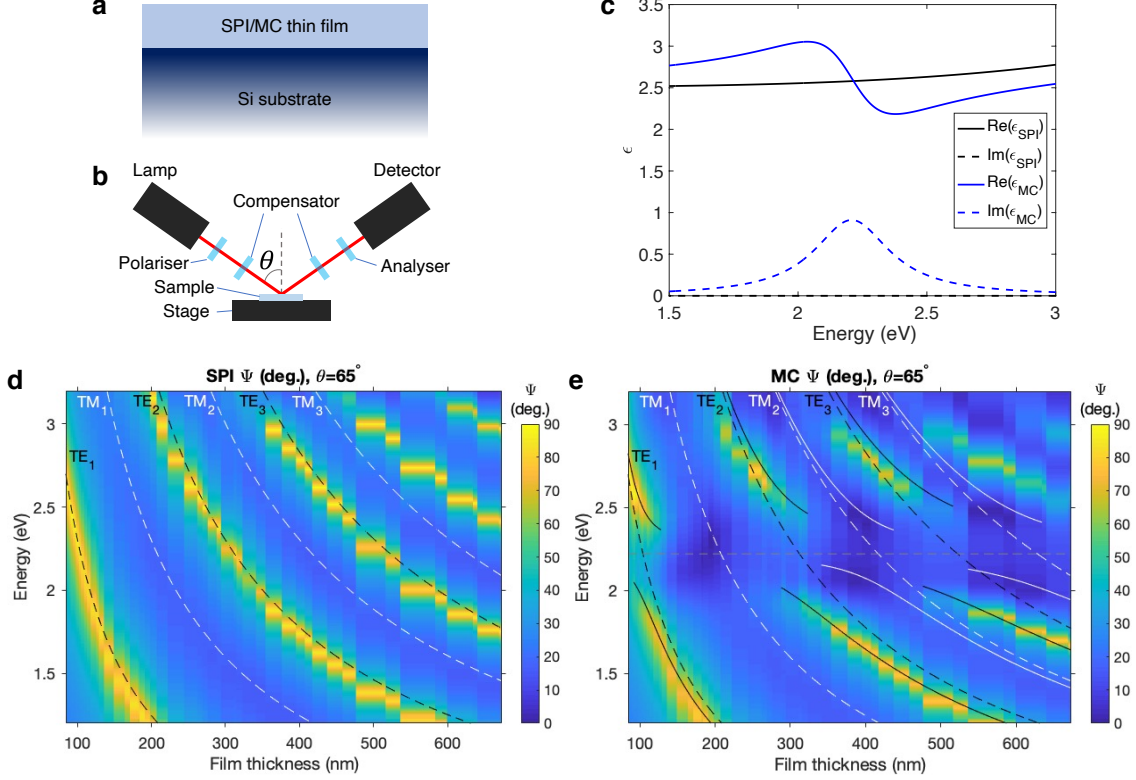 a
SPI/MC thin film
Si substrate
b
Lamp
Detector
Compensator
Polariser
θ
Analyser
Sample
Stage
c
3.5
3
2.5
2
1.5
1
0.5
0
ϵ
Re(ϵSPI)
Im(ϵSPI)
Re(ϵMC)
Im(ϵMC)
1.5
2
2.5
3
Energy (eV)
d
SPI Ψ (deg.), θ=65°
TE1
TM1
TE2
TM2
TE3
TM3
3
2.5
2
1.5
Energy (eV)
100
200
300
400
500
600
Film thickness (nm)
Ψ
(deg.)
90
80
70
60
50
40
30
20
10
0
e
MC Ψ (deg.), θ=65°
TE1
TM1
TE2
TM2
TE3
TM3
3
2.5
2
1.5
Energy (eV)
100
200
300
400
500
600
Film thickness (nm)
Ψ
(deg.)
90
80
70
60
50
40
30
20
10
0